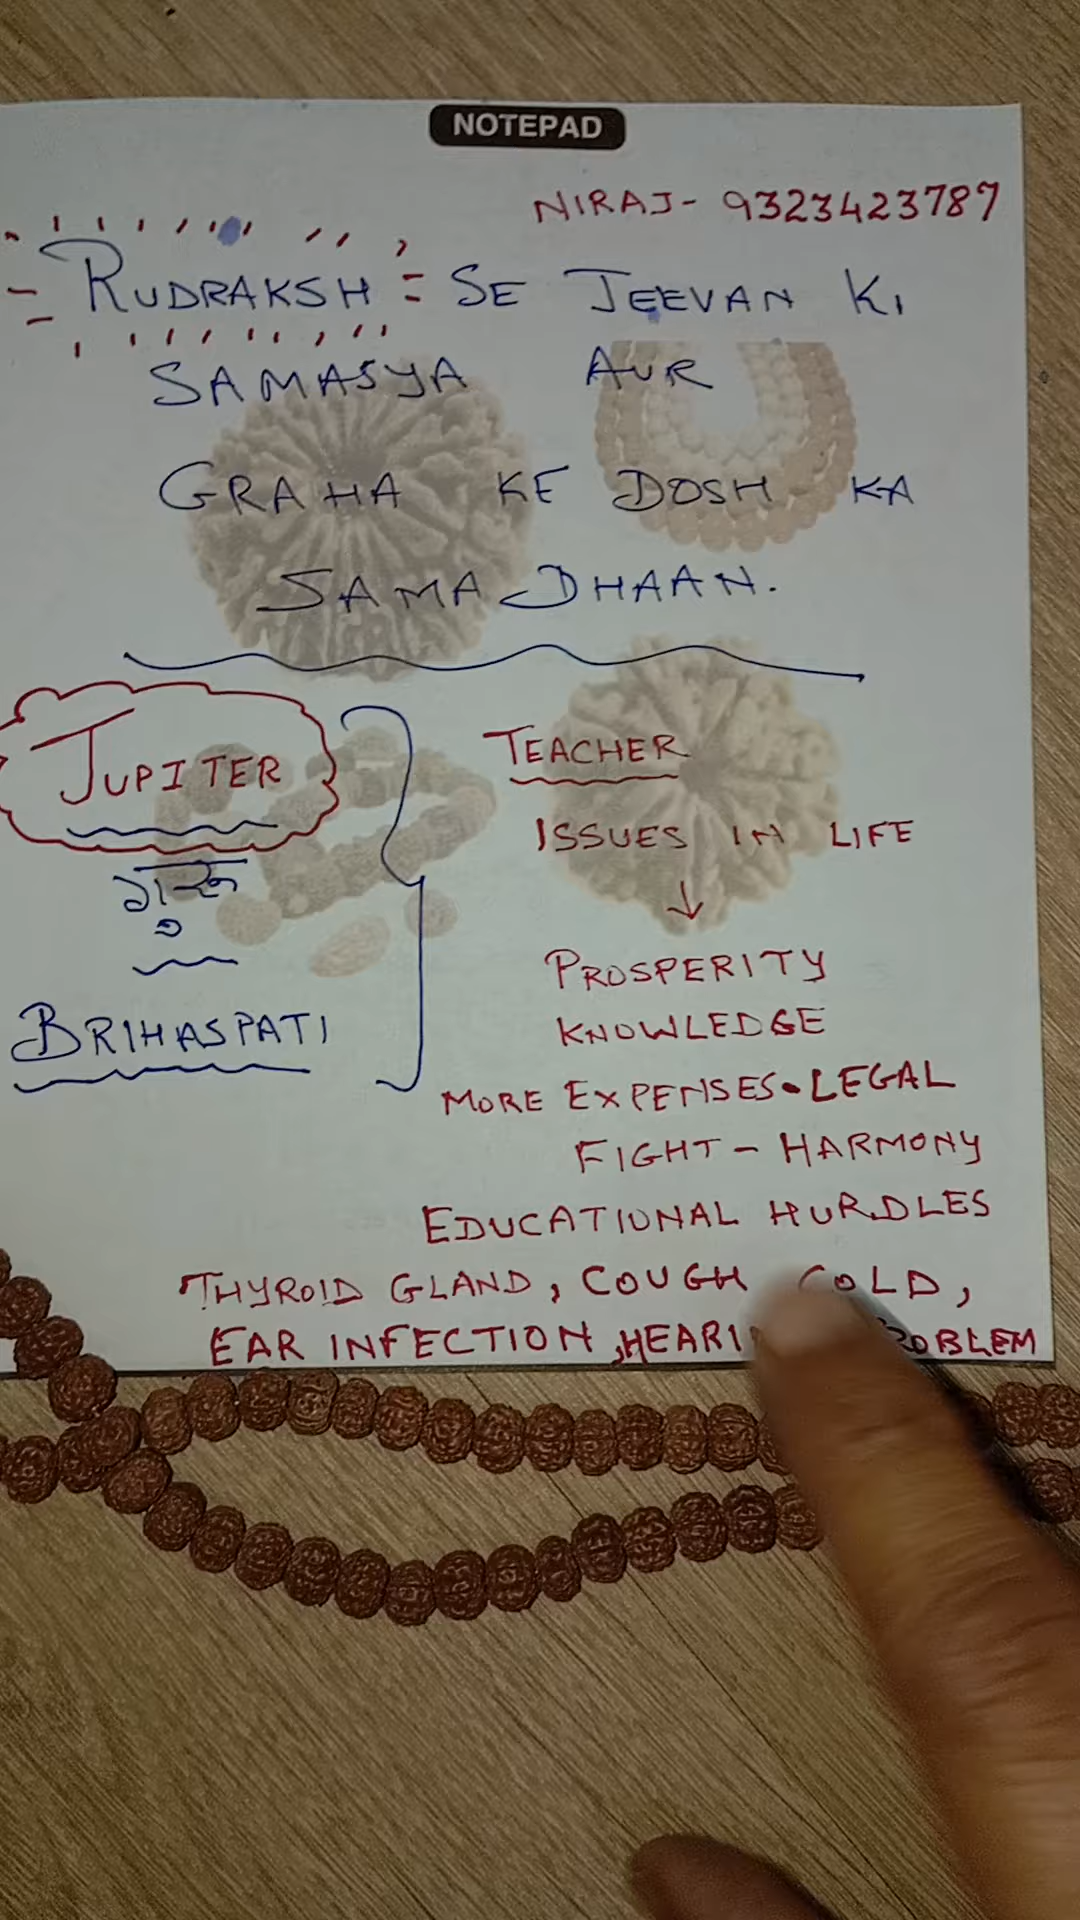 NOTEPAD
NIRAJ- 9323423787
RUDRAKSH SE JEEVAN KI
SAMASYA AUR
GRAHA KE DOSH KA
SAMADHAAN.
JUPITER
गुरु
BRIHASPATI
TEACHER
ISSUES IN LIFE
PROSPERITY
KNOWLEDGE
MORE EXPENSES • LEGAL
FIGHT - HARMONY
EDUCATIONAL HURDLES
THYROID GLAND, COUGH COLD,
EAR INFECTION,